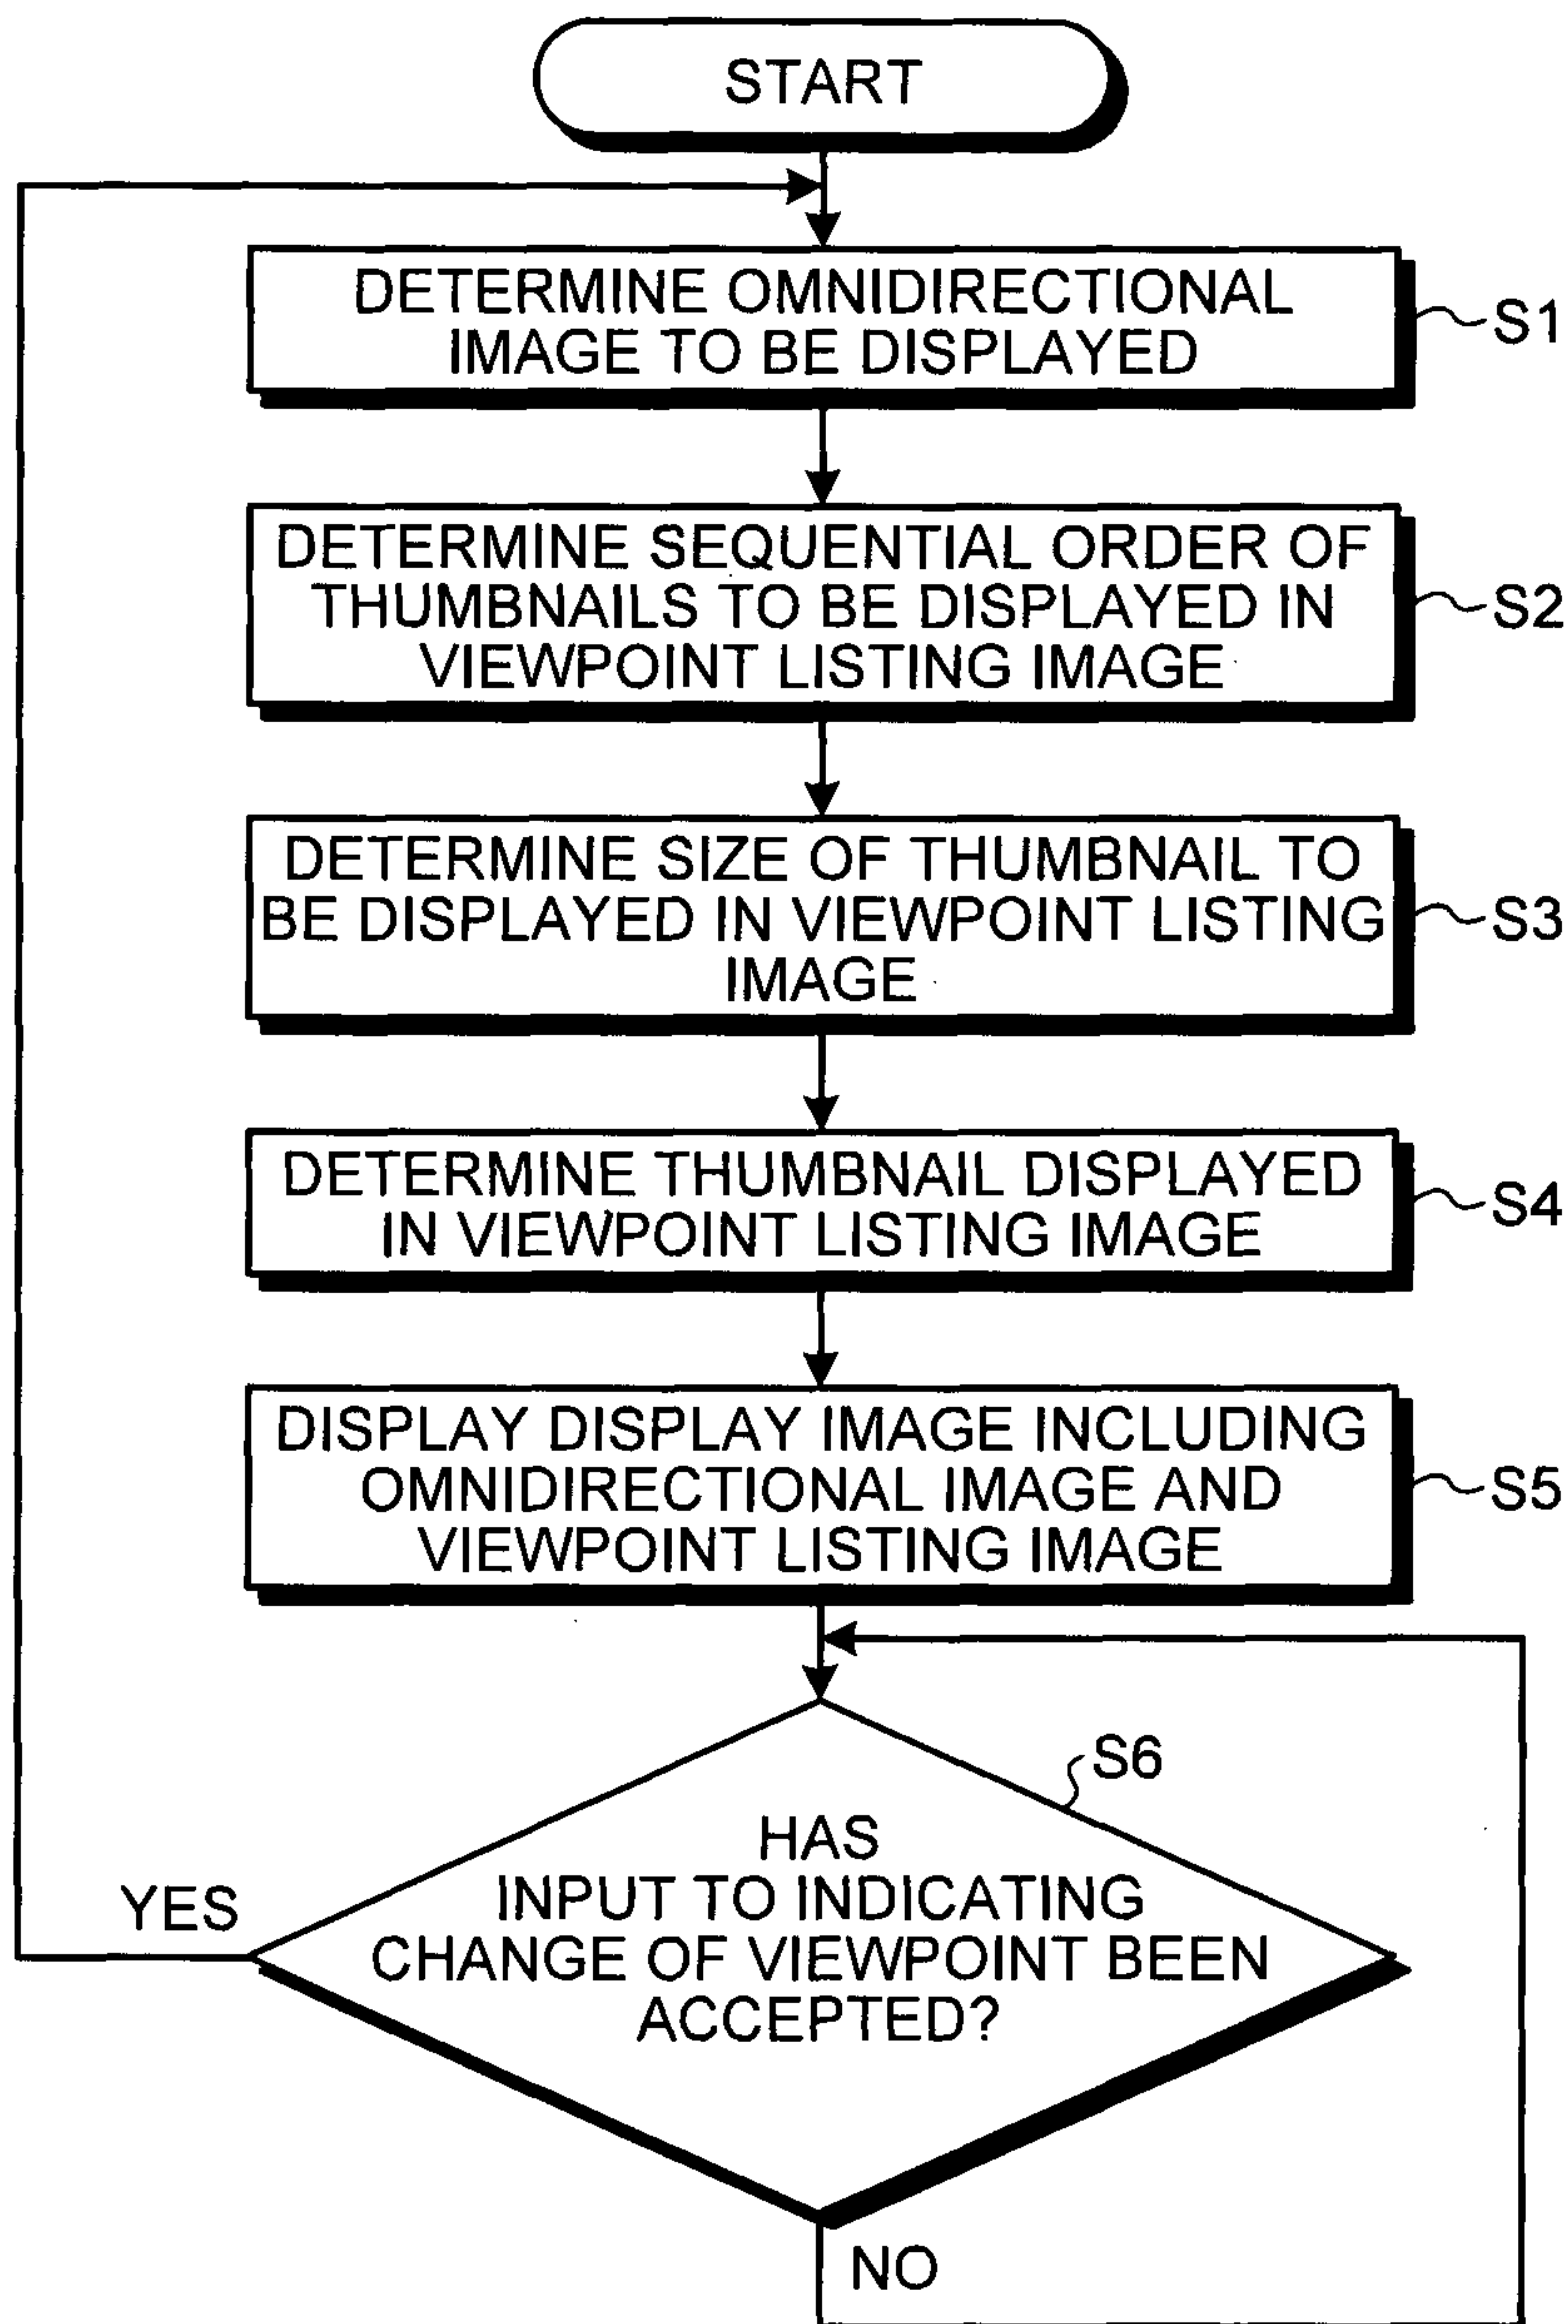 START
DETERMINE OMNIDIRECTIONAL
IMAGE TO BE DISPLAYED
S1
DETERMINE SEQUENTIAL ORDER OF
THUMBNAILS TO BE DISPLAYED IN
VIEWPOINT LISTING IMAGE
S2
DETERMINE SIZE OF THUMBNAIL TO
BE DISPLAYED IN VIEWPOINT LISTING
IMAGE
S3
DETERMINE THUMBNAIL DISPLAYED
IN VIEWPOINT LISTING IMAGE
S4
DISPLAY DISPLAY IMAGE INCLUDING
OMNIDIRECTIONAL IMAGE AND
VIEWPOINT LISTING IMAGE
S5
S6
HAS
INPUT TO INDICATING
CHANGE OF VIEWPOINT BEEN
ACCEPTED?
YES
NO